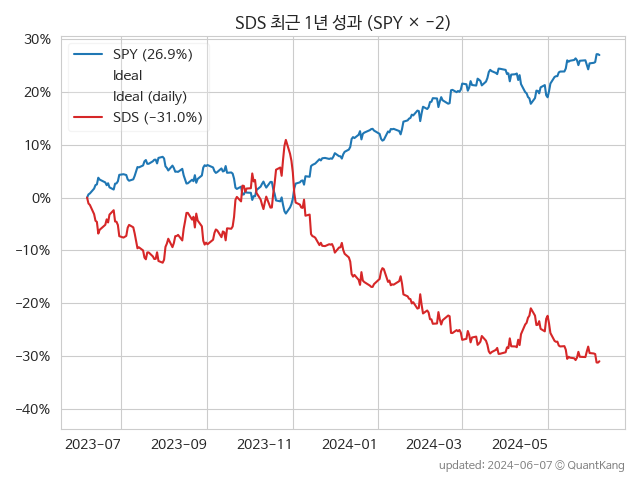 SDS 최근 1년 성과 (SPY × −2)
30%
20%
10%
0%
−10%
−20%
−30%
−40%
SPY (26.9%)
Ideal
Ideal (daily)
SDS (−31.0%)
2023−07 2023−09 2023−11 2024−01 2024−03 2024−05
updated: 2024-06-07 © QuantKang